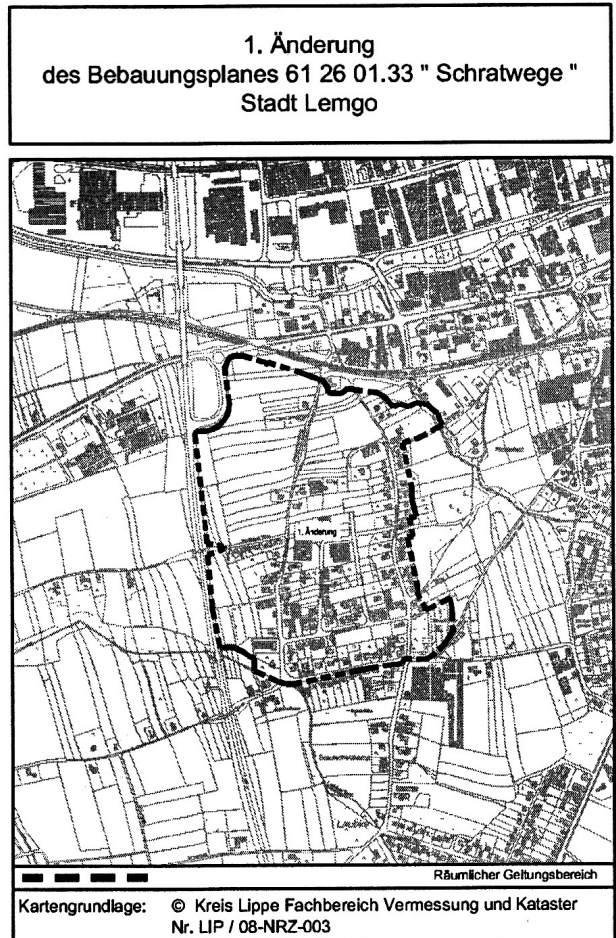 1. Änderung
des Bebauungsplanes 61 26 01.33 " Schratwege "
Stadt Lemgo
1. Änderung
Räumlicher Geltungsbereich
Kartengrundlage: © Kreis Lippe Fachbereich Vermessung und Kataster
Nr. LIP / 08-NRZ-003